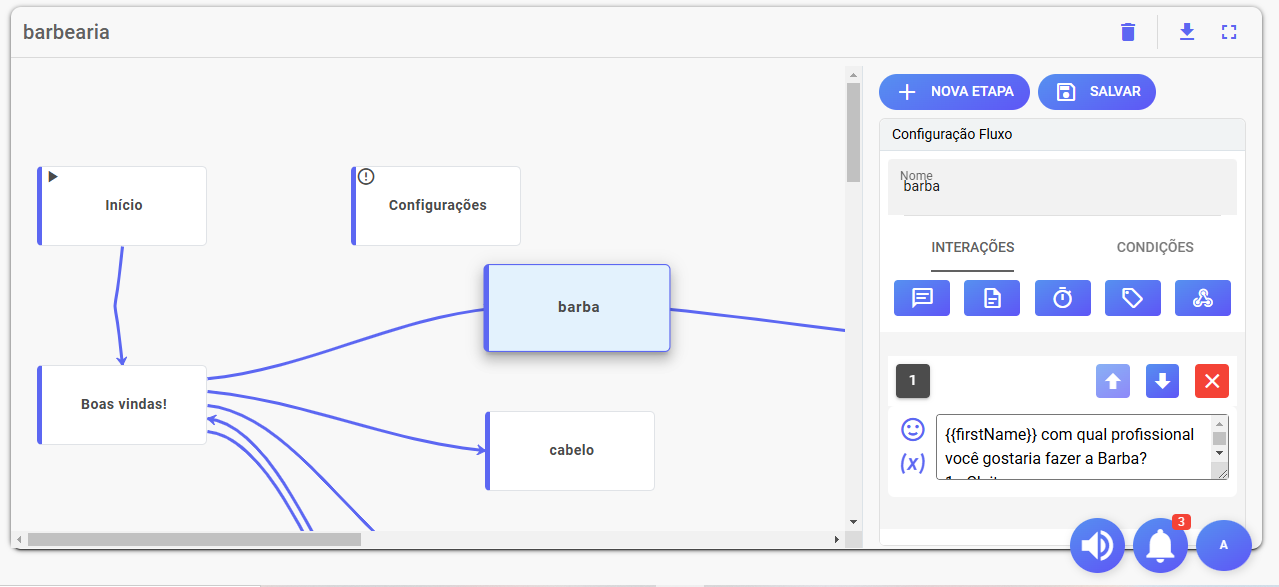 barbearia
NOVA ETAPA
SALVAR
Configuração Fluxo
Nome
barba
Início
Configurações
INTERAÇÕES
CONDIÇÕES
barba
1
Boas vindas!
cabelo
{{firstName}} com qual profissional
você gostaria fazer a Barba?
(x)
3
A